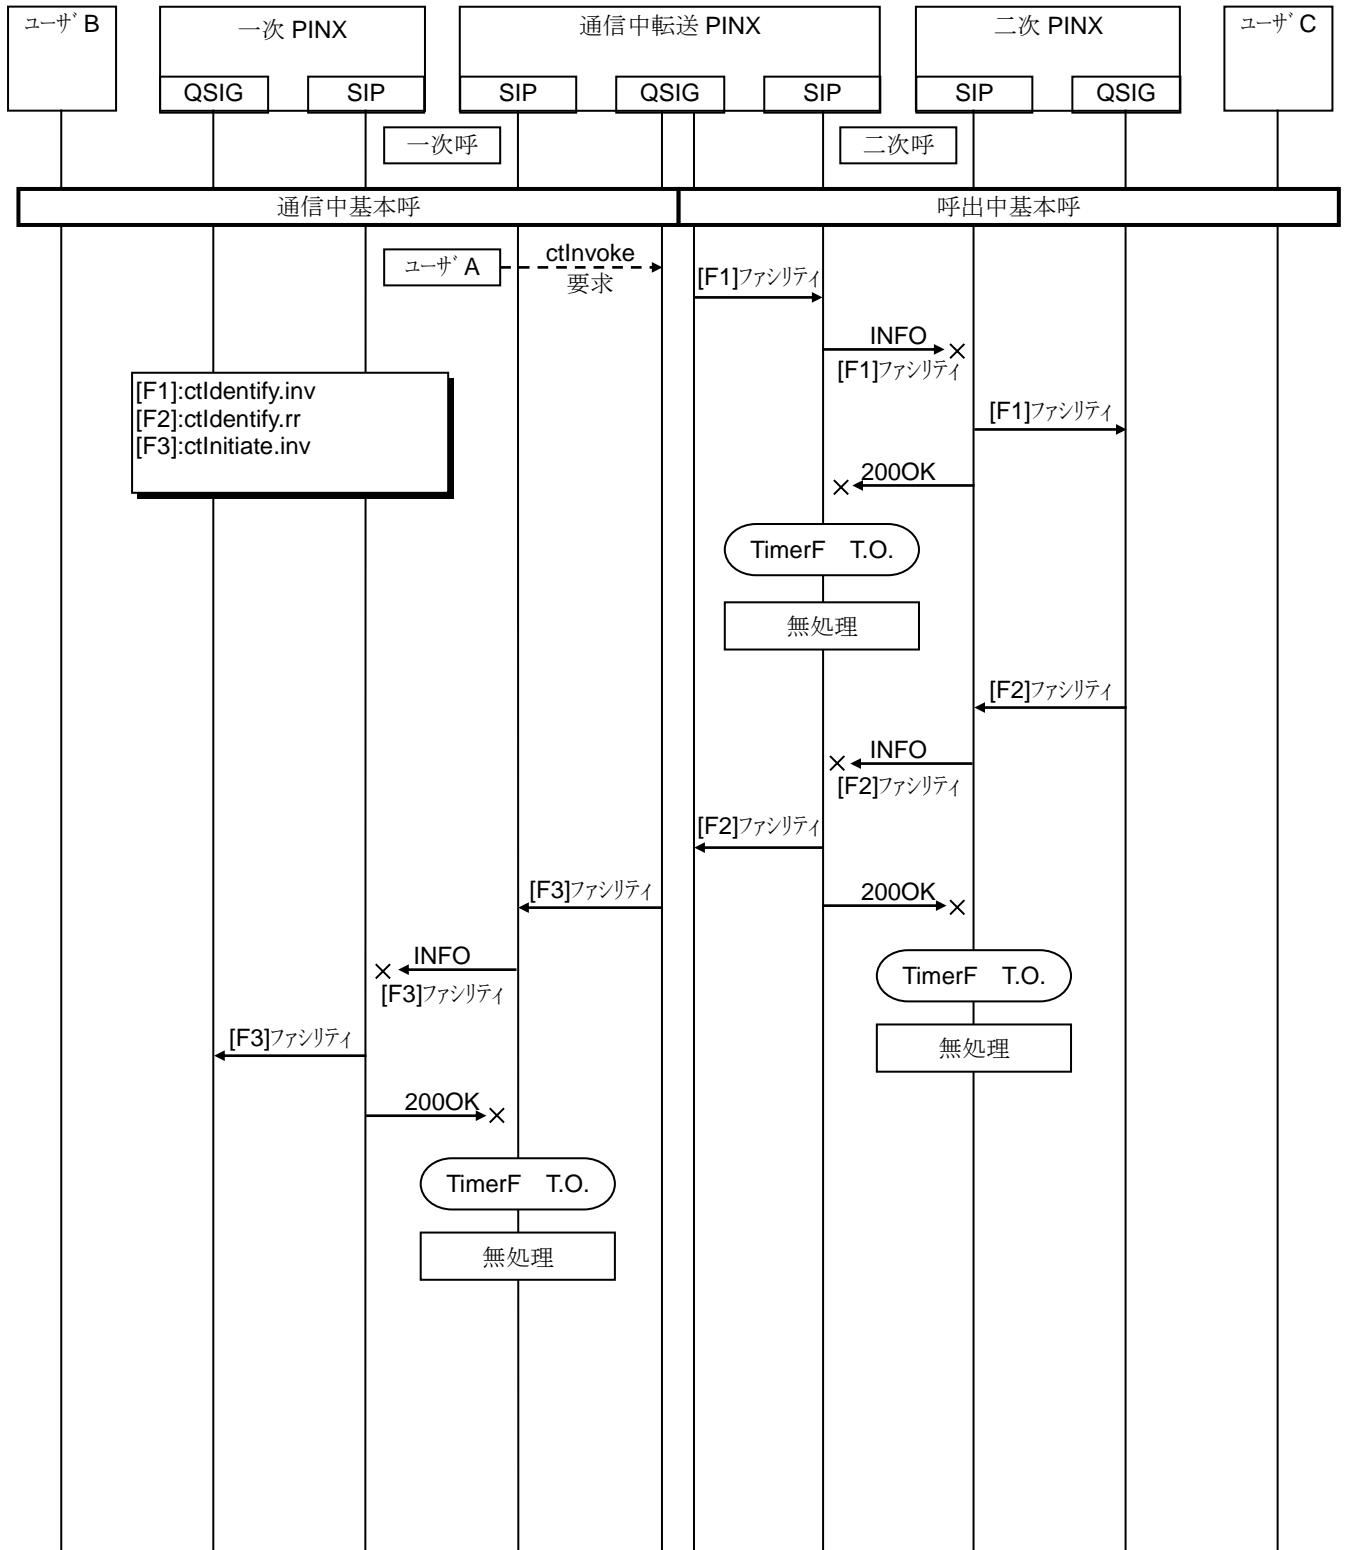 ﾕｰｻﾞB
一次 PINX
通信中転送 PINX
二次 PINX
ﾕｰｻﾞC
QSIG
SIP
SIP
QSIG
SIP
SIP
QSIG
一次呼
二次呼
通信中基本呼
呼出中基本呼
ﾕｰｻﾞA
ctInvoke
要求
[F1]ﾌｧｼﾘﾃｨ
INFO
[F1]ﾌｧｼﾘﾃｨ
[F1]:ctIdentify.inv
[F2]:ctIdentify.rr
[F3]:ctInitiate.inv
[F1]ﾌｧｼﾘﾃｨ
200OK
TimerF T.O.
無処理
[F2]ﾌｧｼﾘﾃｨ
INFO
[F2]ﾌｧｼﾘﾃｨ
[F2]ﾌｧｼﾘﾃｨ
[F3]ﾌｧｼﾘﾃｨ
200OK
INFO
[F3]ﾌｧｼﾘﾃｨ
TimerF T.O.
[F3]ﾌｧｼﾘﾃｨ
無処理
200OK
TimerF T.O.
無処理